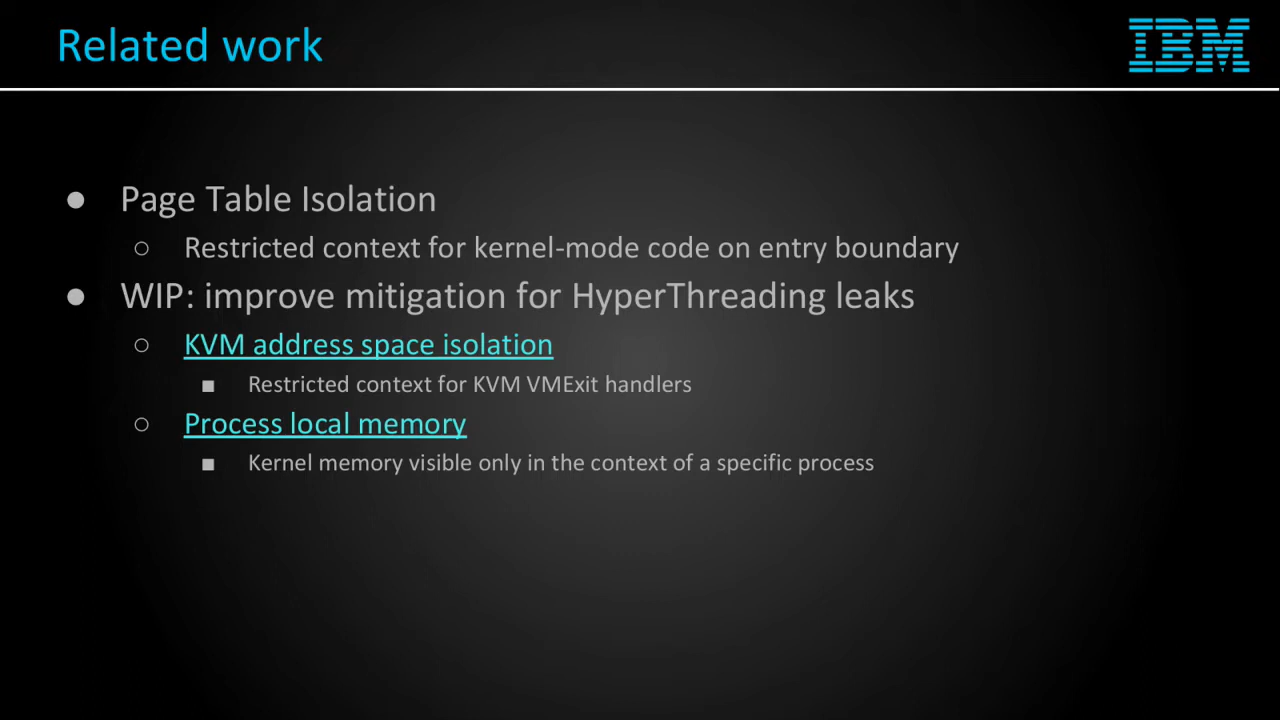 Related work
IBM
● Page Table Isolation
○ Restricted context for kernel-mode code on entry boundary
● WIP: improve mitigation for HyperThreading leaks
○ KVM address space isolation
■ Restricted context for KVM VMExit handlers
○ Process local memory
■ Kernel memory visible only in the context of a specific process